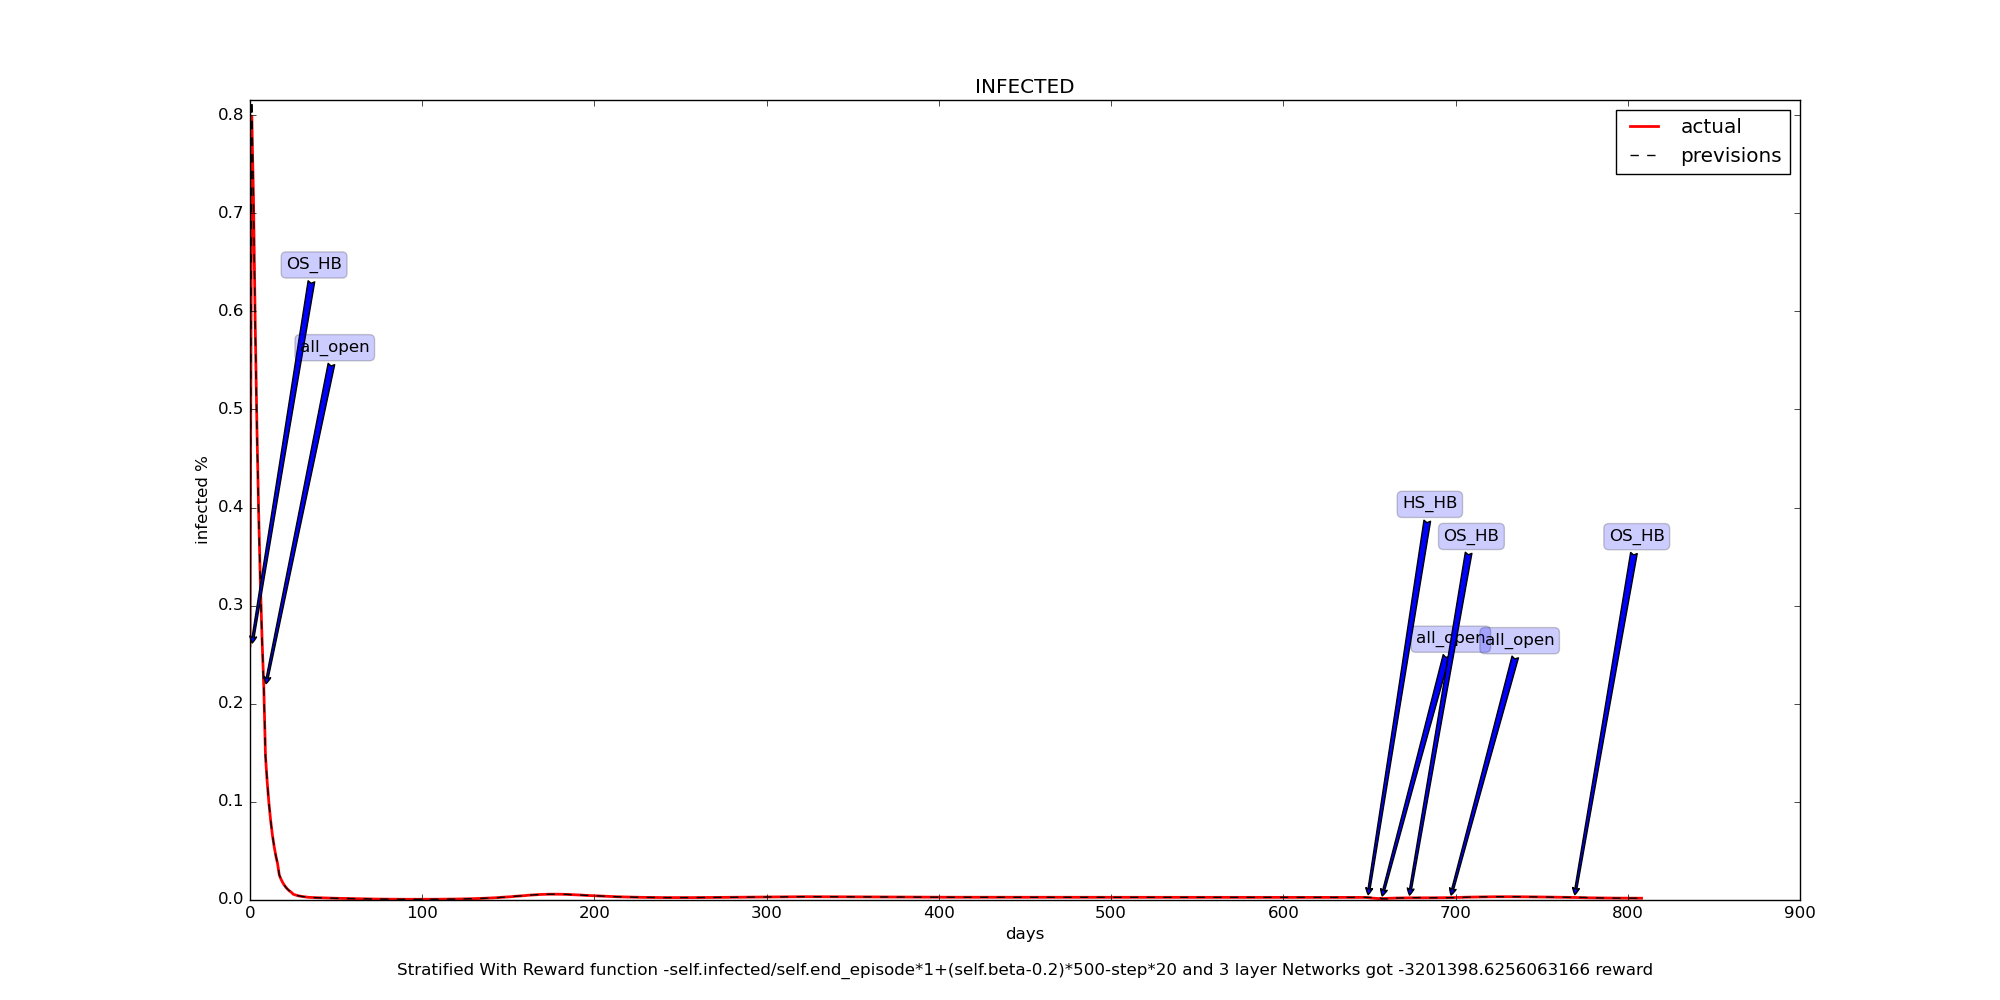 INFECTED
0.8
0.7
0.6
0.5
0.4
0.3
0.2
0.1
0.0
infected %
actual
previsions
OS_HB
all_open
HS_HB
OS_HB
OS_HB
all_open
all_open
0 100 200 300 400 500 600 700 800 900
days
Stratified With Reward function -self.infected/self.end_episode*1+(self.beta-0.2)*500-step*20 and 3 layer Networks got -3201398.6256063166 reward